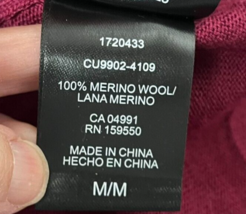 1720433
CU9902-4109
100% MERINO WOOL/
LANA MERINO
CA 04991
RN 159550
MADE IN CHINA
HECHO EN CHINA
M/M